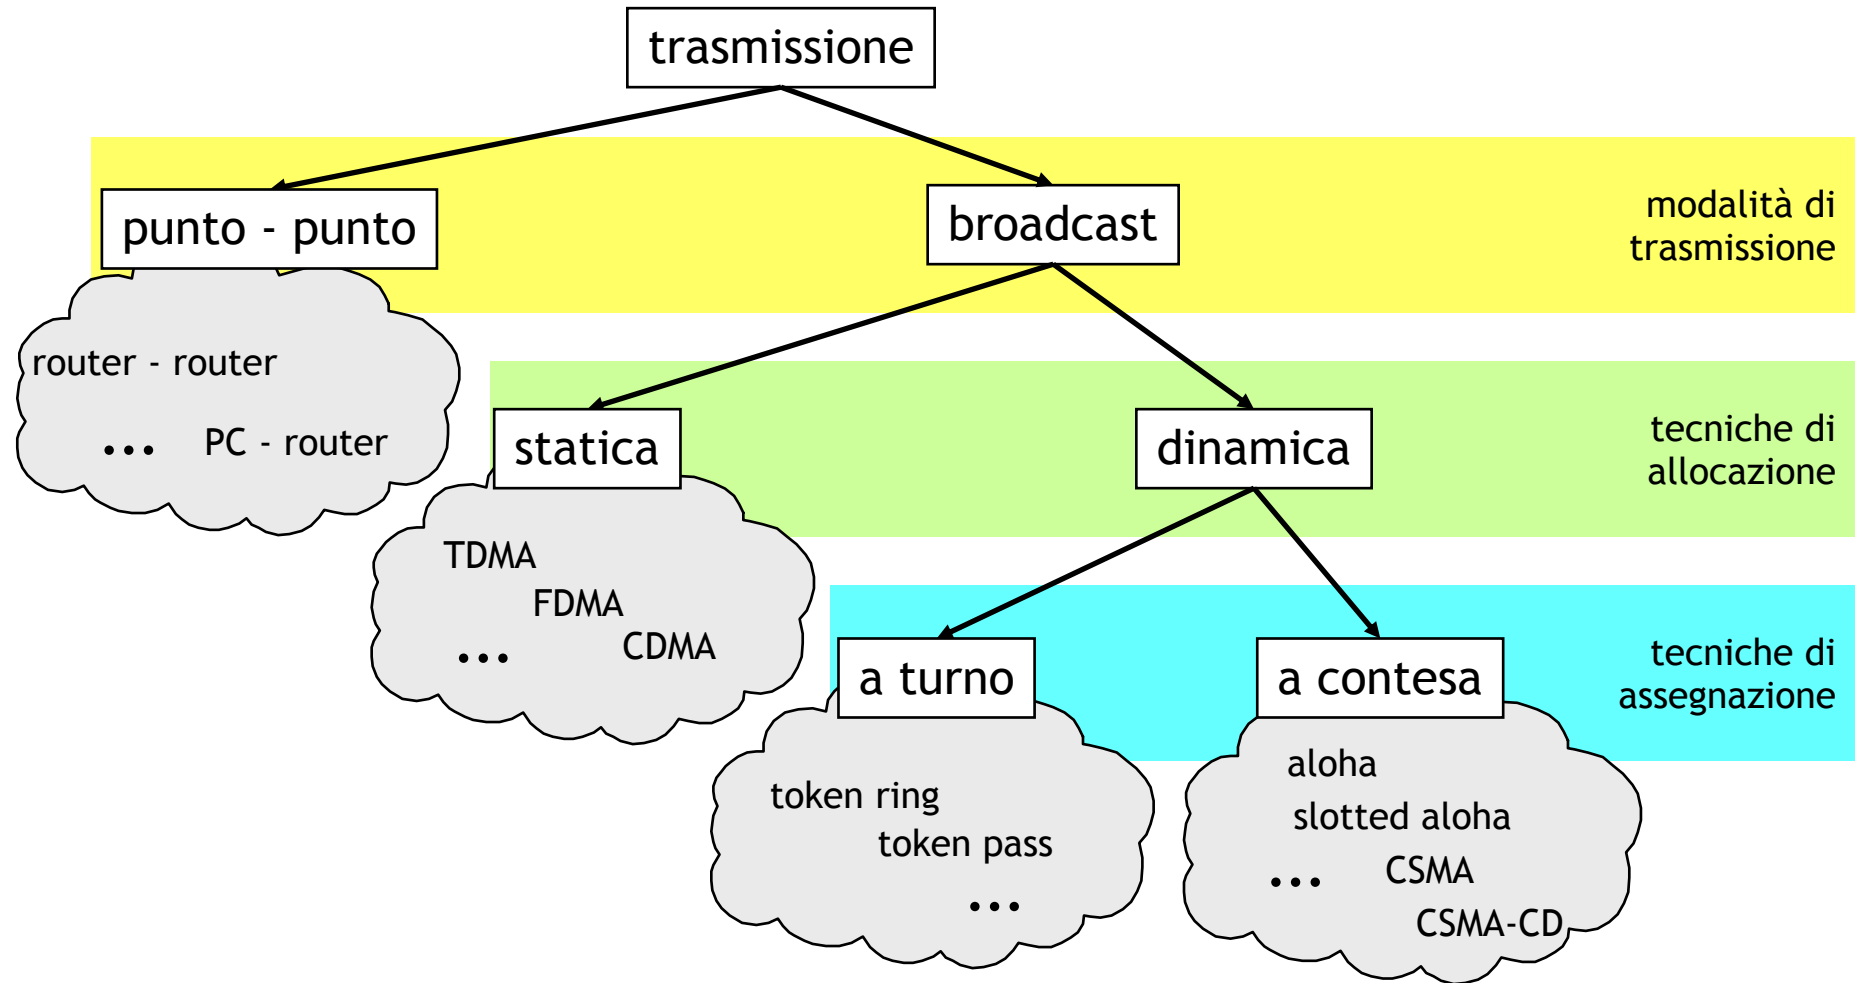 trasmissione
punto - punto
broadcast
modalità di
trasmissione
router - router
... PC - router
statica
dinamica
tecniche di
allocazione
TDMA
FDMA
... CDMA
a turno
a contesa
tecniche di
assegnazione
token ring
token pass
...
aloha
slotted aloha
... CSMA
CSMA-CD